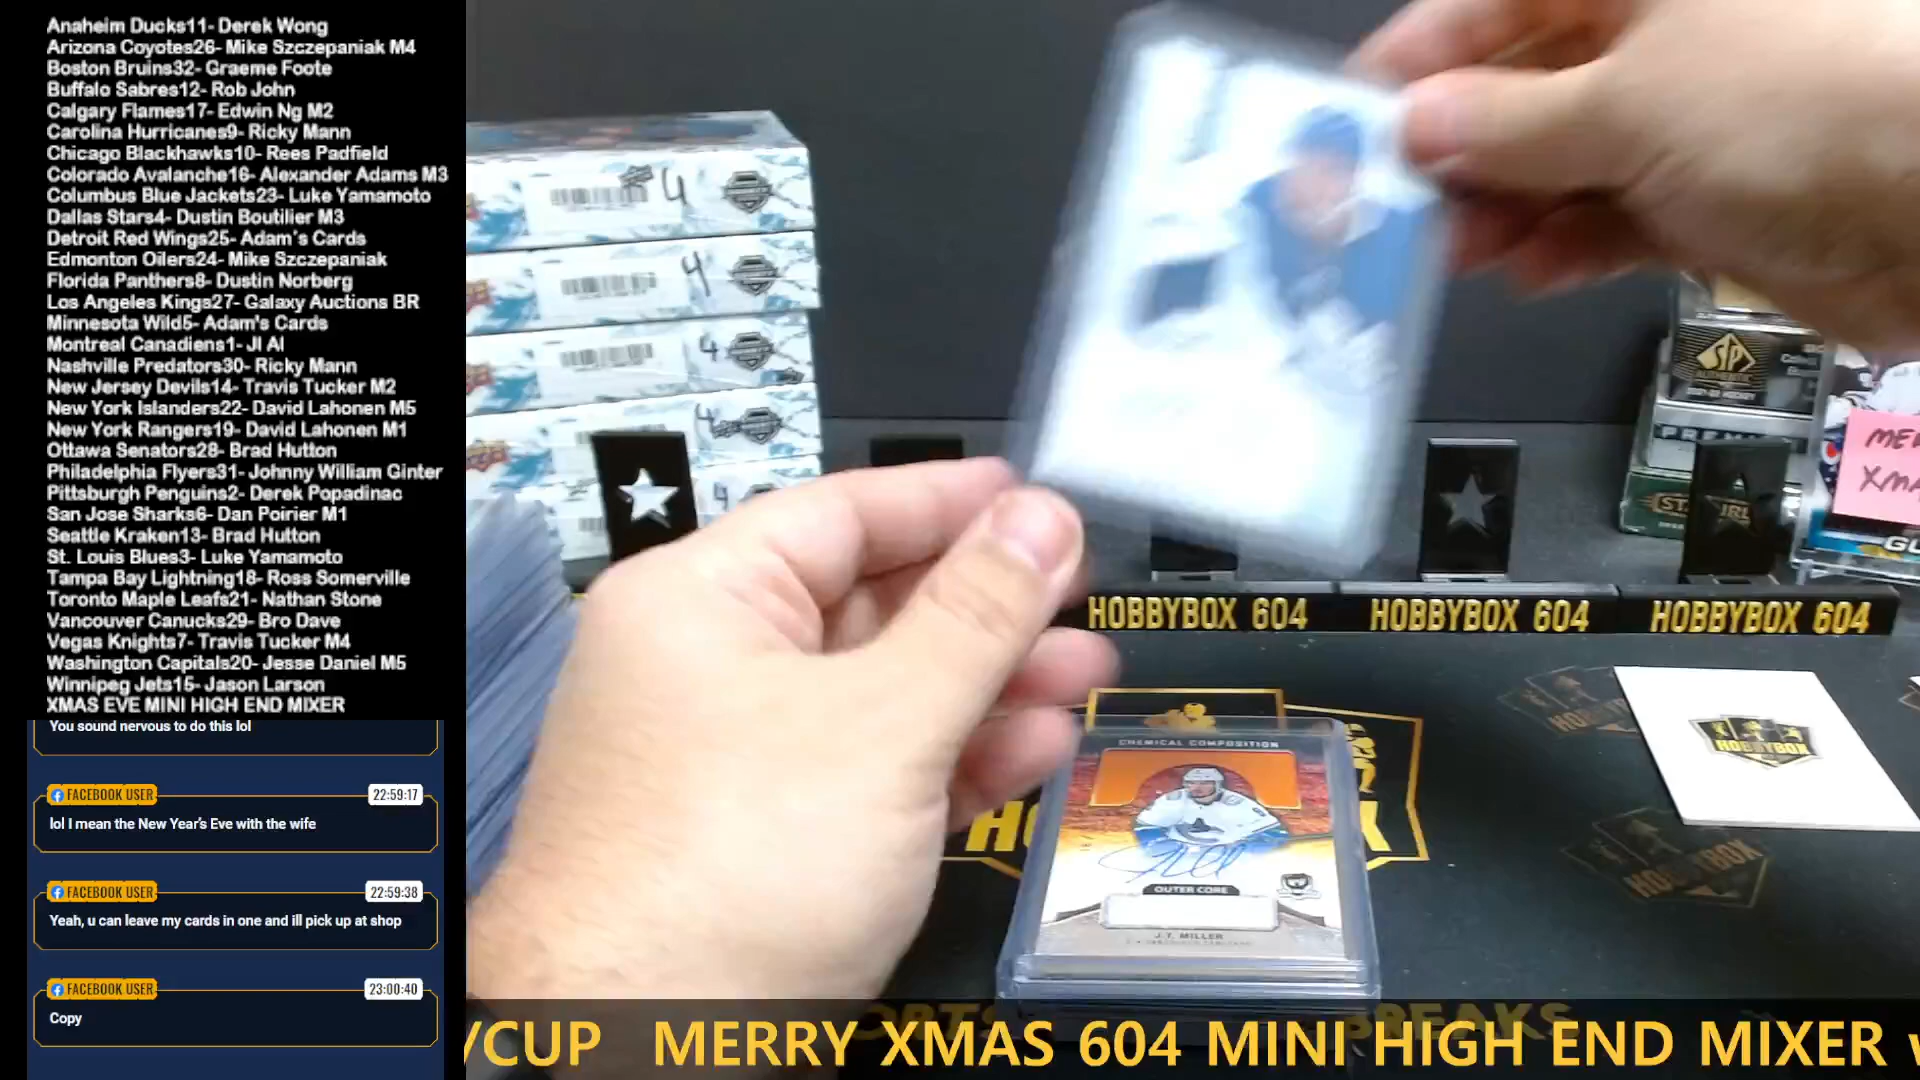 Anaheim Ducks11- Derek Wong
Arizona Coyotes26- Mike Szczepaniak M4
Boston Bruins32- Graeme Foote
Buffalo Sabres12- Rob John
Calgary Flames17- Edwin Ng M2
Carolina Hurricanes9- Ricky Mann
Chicago Blackhawks10- Rees Padfield
Colorado Avalanche16- Alexander Adams M3
Columbus Blue Jackets23- Luke Yamamoto
Dallas Stars4- Dustin Boutilier M3
Detroit Red Wings25- Adam's Cards
Edmonton Oilers24- Mike Szczepaniak
Florida Panthers8- Dustin Norberg
Los Angeles Kings27- Galaxy Auctions BR
Minnesota Wild5- Adam's Cards
Montreal Canadiens1- JI AI
Nashville Predators30- Ricky Mann
New Jersey Devils14- Travis Tucker M2
New York Islanders22- David Lahonen M5
New York Rangers19- David Lahonen M1
Ottawa Senators28- Brad Hutton
Philadelphia Flyers31- Johnny William Ginter
Pittsburgh Penguins2- Derek Popadinac
San Jose Sharks6- Dan Poirier M1
Seattle Kraken13- Brad Hutton
St. Louis Blues3- Luke Yamamoto
Tampa Bay Lightning18- Ross Somerville
Toronto Maple Leafs21- Nathan Stone
Vancouver Canucks29- Bro Dave
Vegas Knights7- Travis Tucker M4
Washington Capitals20- Jesse Daniel M5
Winnipeg Jets15- Jason Larson
XMAS EVE MINI HIGH END MIXER
You sound nervous to do this lol
FACEBOOK USER 22:59:17
lol I mean the New Year's Eve with the wife
FACEBOOK USER 22:59:38
Yeah, u can leave my cards in one and ill pick up at shop
FACEBOOK USER 23:00:40
Copy
4
4
4
4
4
SP
AUTHENTIC
PREM
XMA
HOBBYBOX 604
HOBBYBOX 604
HOBBYBOX 604
HOBBYBOX
CHEMICAL COMPOSITION
OUTER CORE
J.T. MILLER
/CUP MERRY XMAS 604 MINI HIGH END MIXER